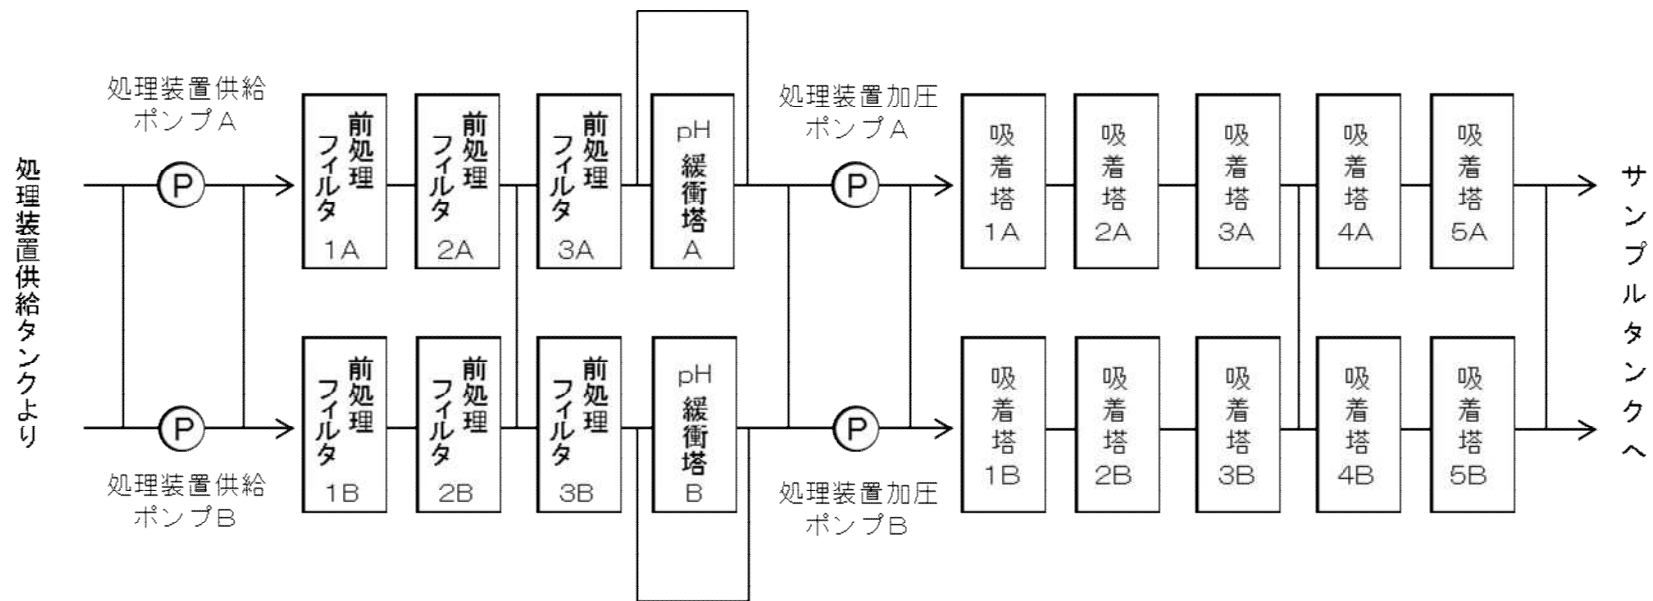 処理装置供給タンクより
処理装置供給
ポンプA
P
前処理
フィルタ
1A
前処理
フィルタ
2A
前処理
フィルタ
3A
pH
緩衝塔
A
処理装置加圧
ポンプA
P
吸着塔
1A
吸着塔
2A
吸着塔
3A
吸着塔
4A
吸着塔
5A
サンプルタンクへ
P
処理装置供給
ポンプB
前処理
フィルタ
1B
前処理
フィルタ
2B
前処理
フィルタ
3B
pH
緩衝塔
B
P
処理装置加圧
ポンプB
吸着塔
1B
吸着塔
2B
吸着塔
3B
吸着塔
4B
吸着塔
5B